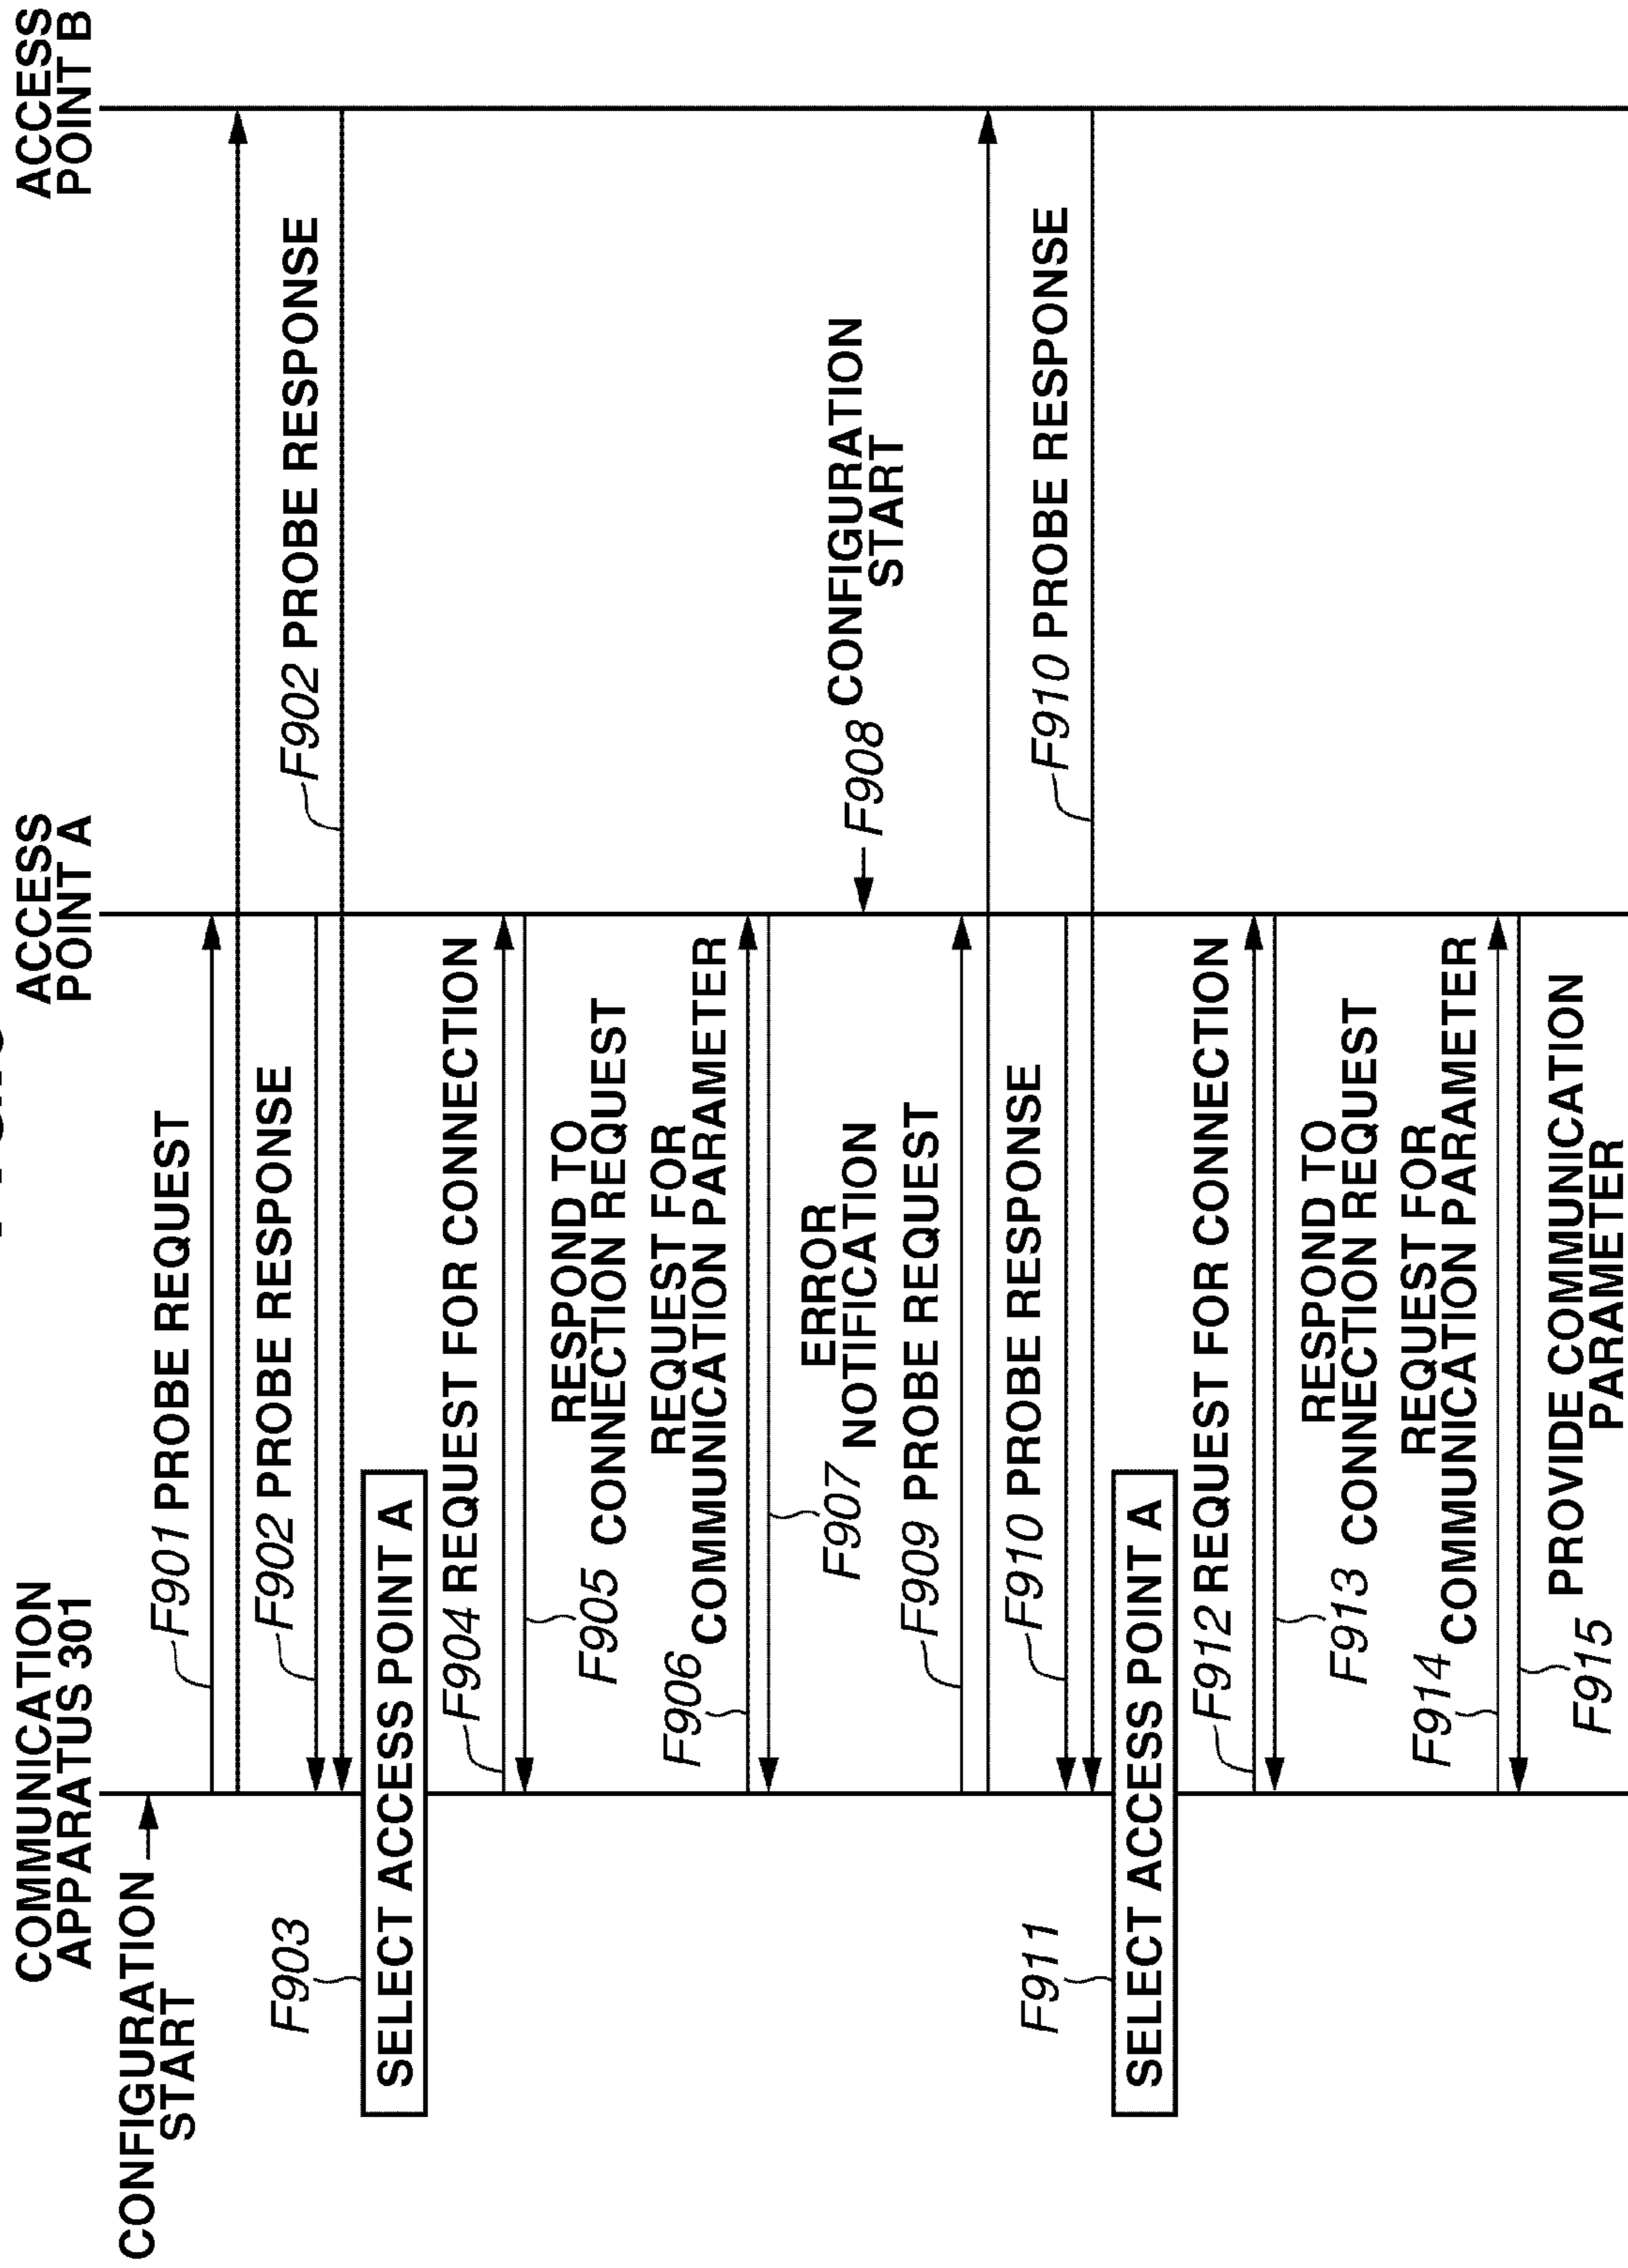 COMMUNICATION
APPARATUS 301
ACCESS
POINT A
ACCESS
POINT B
CONFIGURATION
START
F901 PROBE REQUEST
F902 PROBE RESPONSE
F902 PROBE RESPONSE
F903
SELECT ACCESS POINT A
F904 REQUEST FOR CONNECTION
RESPOND TO
F905 CONNECTION REQUEST
REQUEST FOR
F906 COMMUNICATION PARAMETER
ERROR
F907 NOTIFICATION
F908 CONFIGURATION
START
F909 PROBE REQUEST
F910 PROBE RESPONSE
F910 PROBE RESPONSE
F911
SELECT ACCESS POINT A
F912 REQUEST FOR CONNECTION
RESPOND TO
F913 CONNECTION REQUEST
REQUEST FOR
F914 COMMUNICATION PARAMETER
F915 PROVIDE COMMUNICATION
PARAMETER